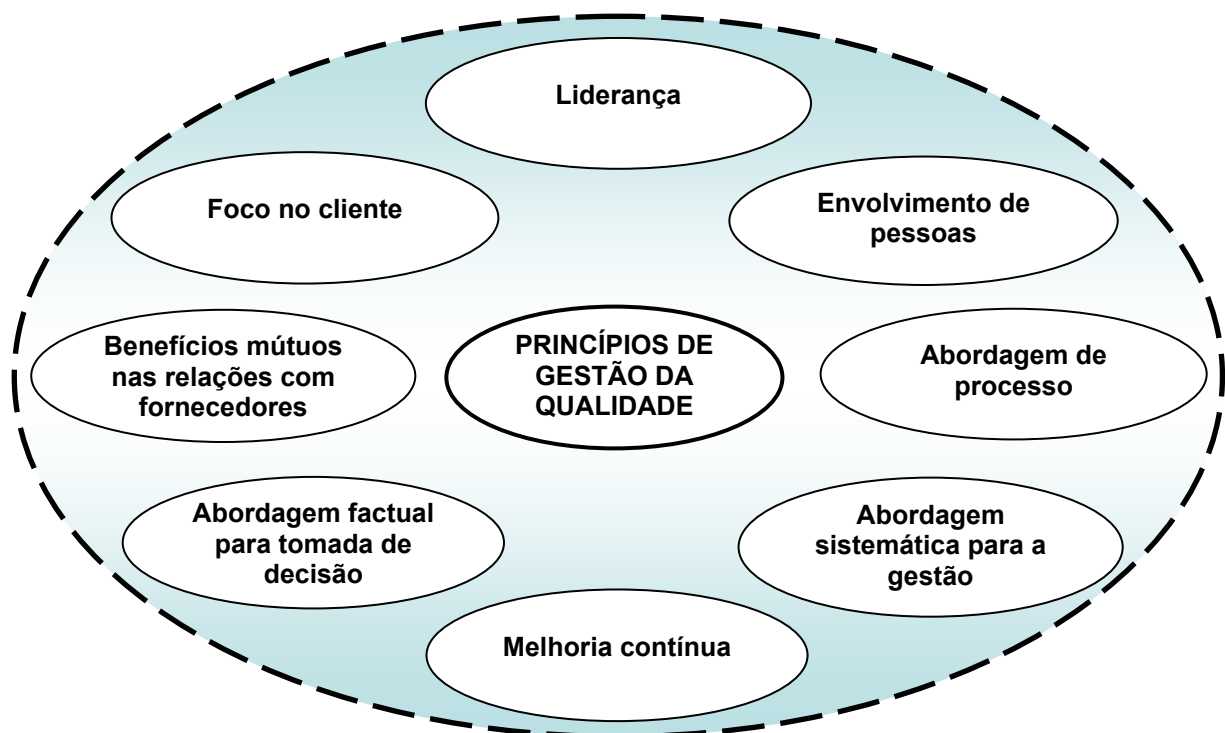 Liderança
Foco no cliente
Envolvimento de
pessoas
Benefícios mútuos
nas relações com
fornecedores
PRINCÍPIOS DE
GESTÃO DA
QUALIDADE
Abordagem de
processo
Abordagem factual
para tomada de
decisão
Abordagem
sistemática para a
gestão
Melhoria contínua